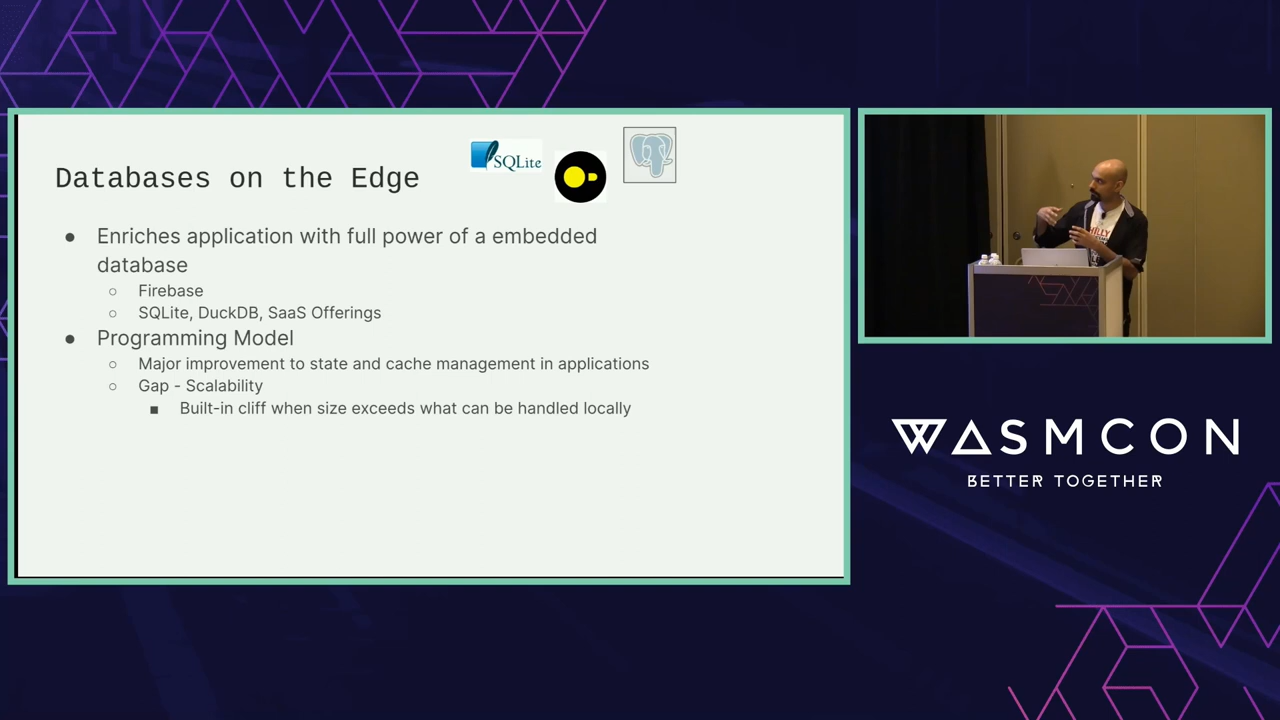 Databases on the Edge
SQLite
● Enriches application with full power of a embedded
database
○ Firebase
○ SQLite, DuckDB, SaaS Offerings
● Programming Model
○ Major improvement to state and cache management in applications
○ Gap - Scalability
■ Built-in cliff when size exceeds what can be handled locally
WASMCON
BETTER TOGETHER